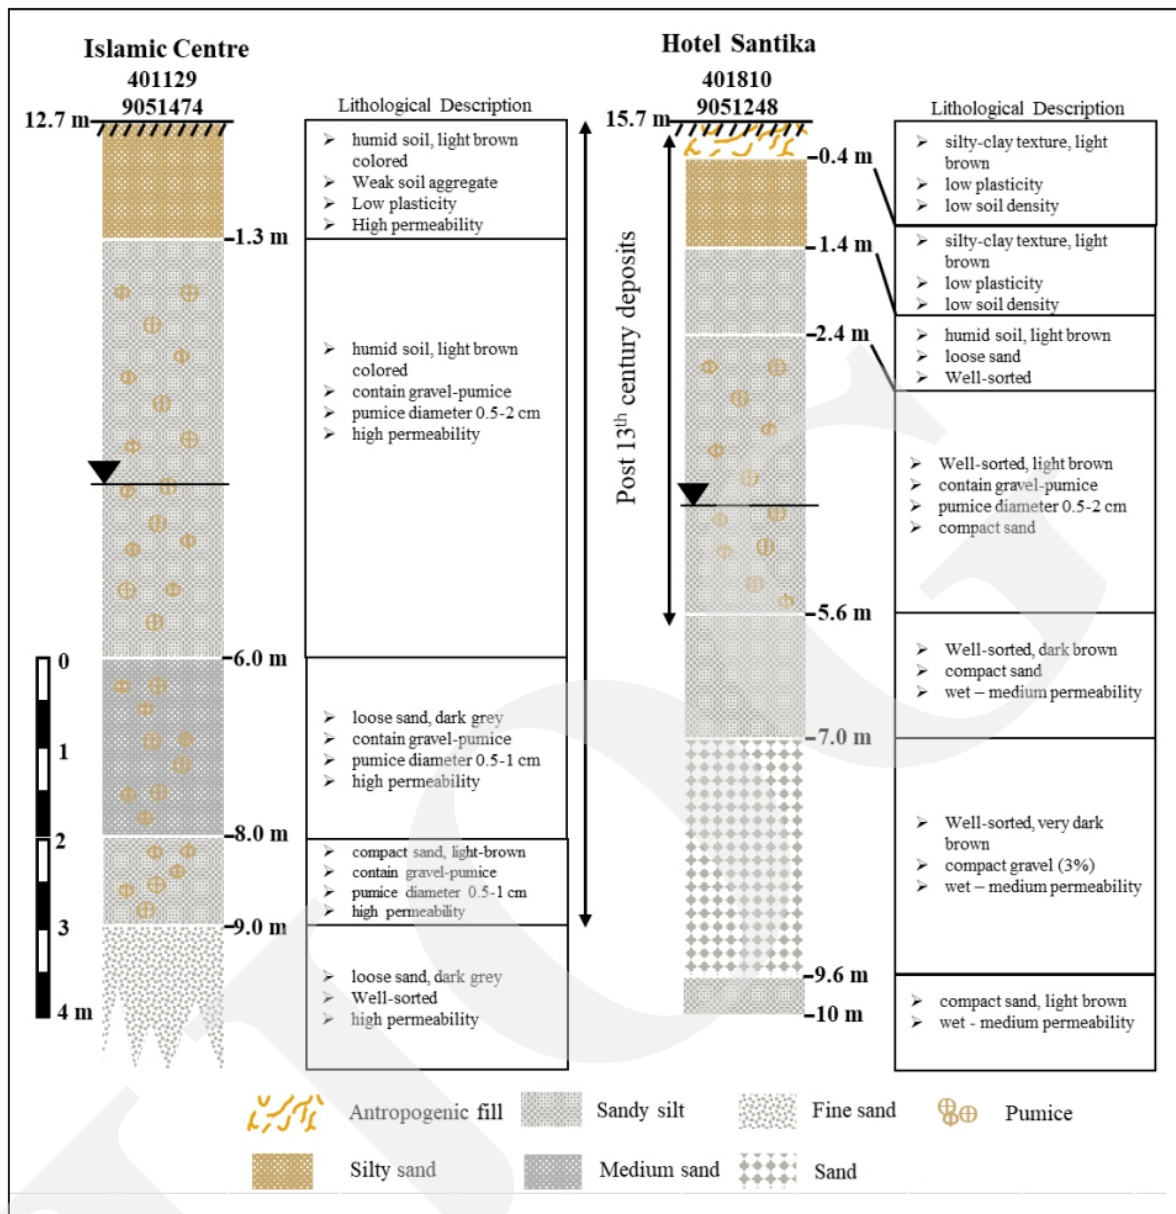 Islamic Centre
401129
9051474
12.7 m
Lithological Description
➢ humid soil, light brown
colored
➢ Weak soil aggregate
➢ Low plasticity
➢ High permeability
1.3 m
➢ humid soil, light brown
colored
➢ contain gravel-pumice
➢ pumice diameter 0.5-2 cm
➢ high permeability
6.0 m
➢ loose sand, dark grey
➢ contain gravel-pumice
➢ pumice diameter 0.5-1 cm
➢ high permeability
8.0 m
➢ compact sand, light-brown
➢ contain gravel-pumice
➢ pumice diameter 0.5-1 cm
➢ high permeability
9.0 m
➢ loose sand, dark grey
➢ Well-sorted
➢ high permeability
0
1
2
3
4 m
Post 13th century deposits
Hotel Santika
401810
9051248
15.7 m
Lithological Description
0.4 m
➢ silty-clay texture, light
brown
➢ low plasticity
➢ low soil density
1.4 m
➢ silty-clay texture, light
brown
➢ low plasticity
➢ low soil density
2.4 m
➢ humid soil, light brown
➢ loose sand
➢ Well-sorted
➢ Well-sorted, light brown
➢ contain gravel-pumice
➢ pumice diameter 0.5-2 cm
➢ compact sand
5.6 m
➢ Well-sorted, dark brown
➢ compact sand
➢ wet – medium permeability
7.0 m
➢ Well-sorted, very dark
brown
➢ compact gravel (3%)
➢ wet – medium permeability
9.6 m
➢ compact sand, light brown
➢ wet - medium permeability
10 m
Antropogenic fill
Sandy silt
Fine sand
Pumice
Silty sand
Medium sand
Sand
IJOG